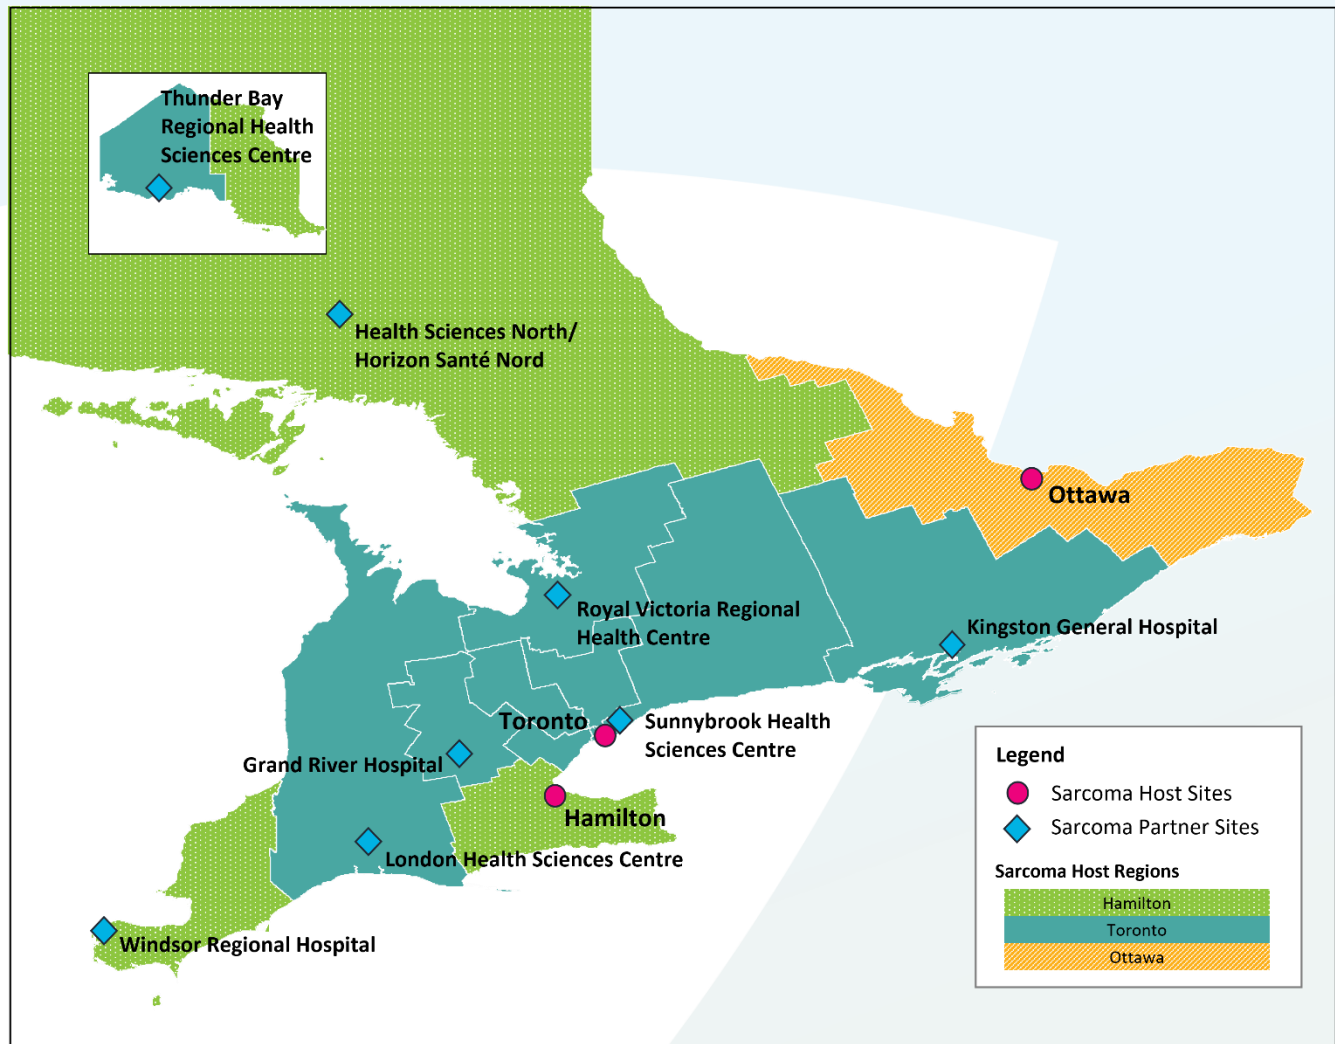 Thunder Bay
Regional Health
Sciences Centre
Health Sciences North/
Horizon Santé Nord
Ottawa
Royal Victoria Regional
Health Centre
Kingston General Hospital
Toronto
Sunnybrook Health
Sciences Centre
Grand River Hospital
Hamilton
London Health Sciences Centre
Windsor Regional Hospital
Legend
Sarcoma Host Sites
Sarcoma Partner Sites
Sarcoma Host Regions
Hamilton
Toronto
Ottawa